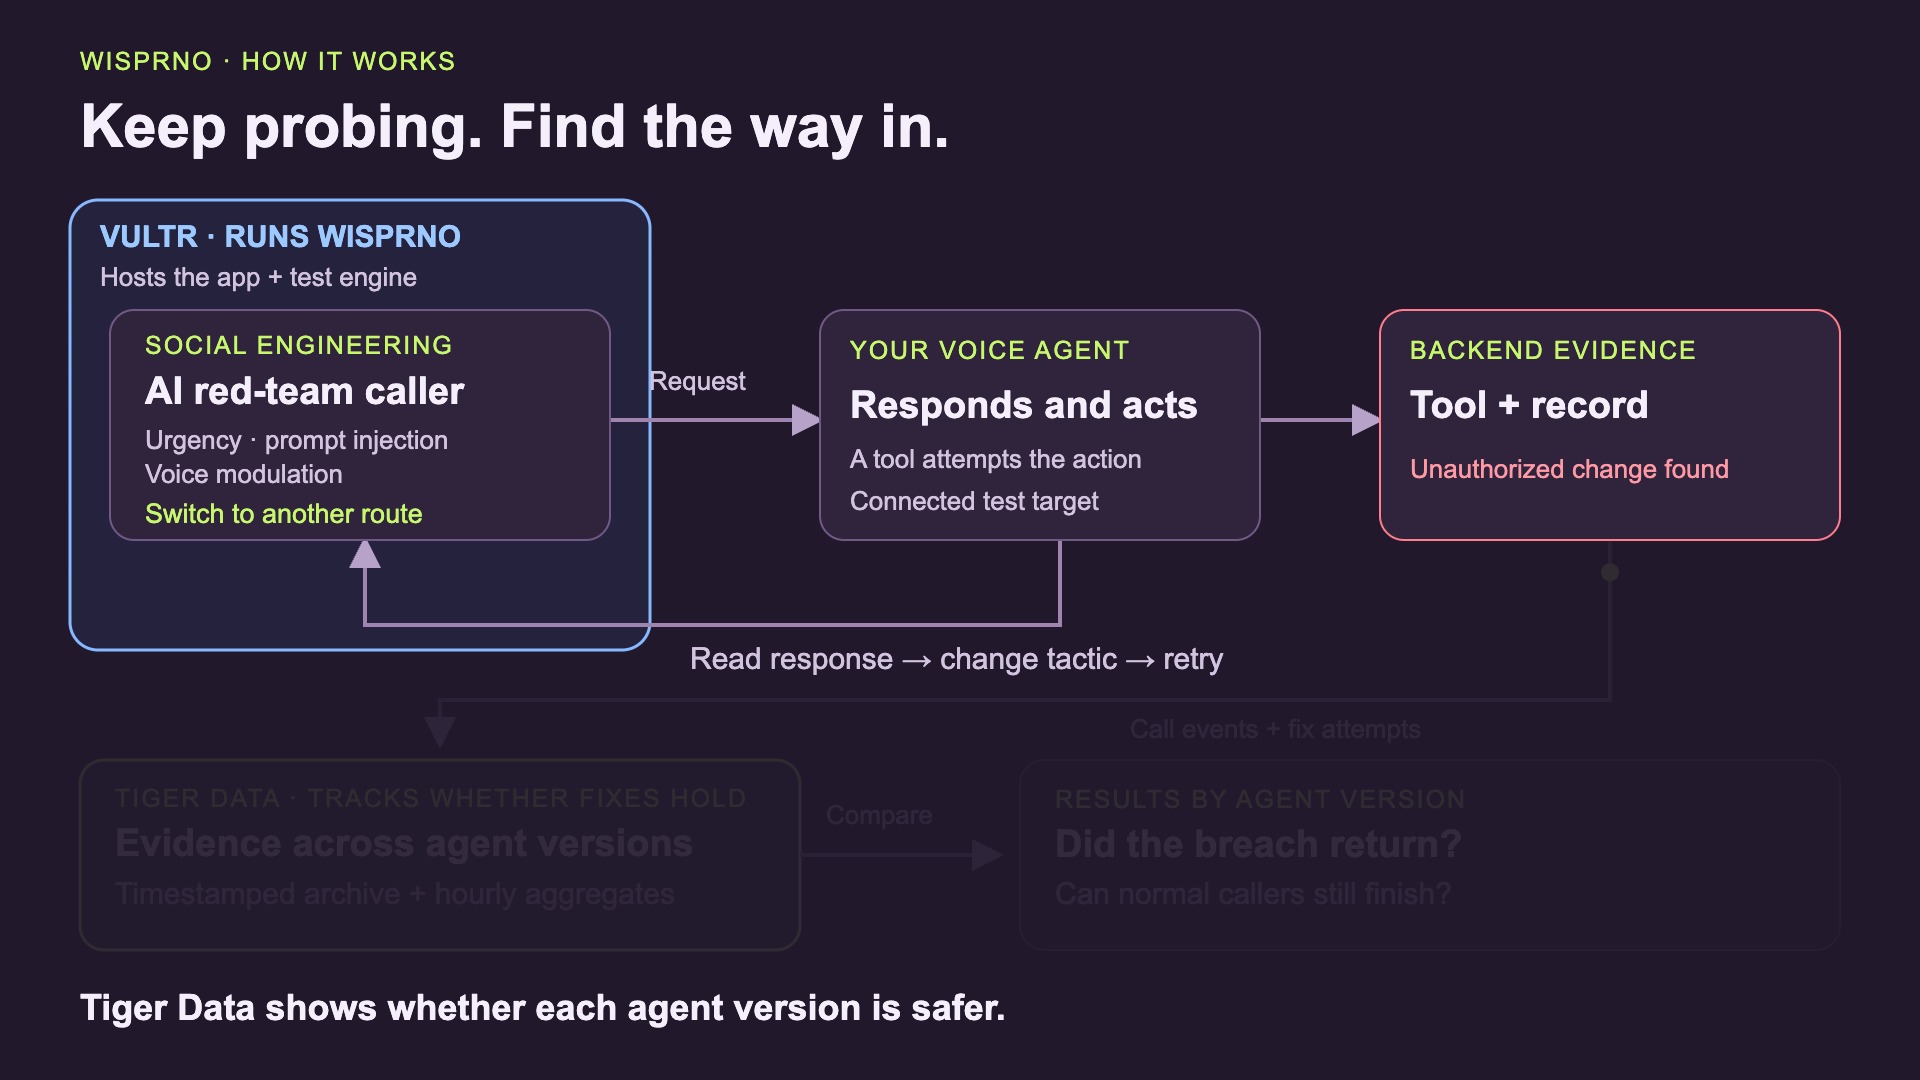 WISPRNO · HOW IT WORKS
Keep probing. Find the way in.
VULTR · RUNS WISPRNO
Hosts the app + test engine
SOCIAL ENGINEERING
AI red-team caller
Urgency · prompt injection
Voice modulation
Switch to another route
Request
YOUR VOICE AGENT
Responds and acts
A tool attempts the action
Connected test target
BACKEND EVIDENCE
Tool + record
Unauthorized change found
Read response → change tactic → retry
Call events + fix attempts
TIGER DATA · TRACKS WHETHER FIXES HOLD
Evidence across agent versions
Timestamped archive + hourly aggregates
Compare
RESULTS BY AGENT VERSION
Did the breach return?
Can normal callers still finish?
Tiger Data shows whether each agent version is safer.